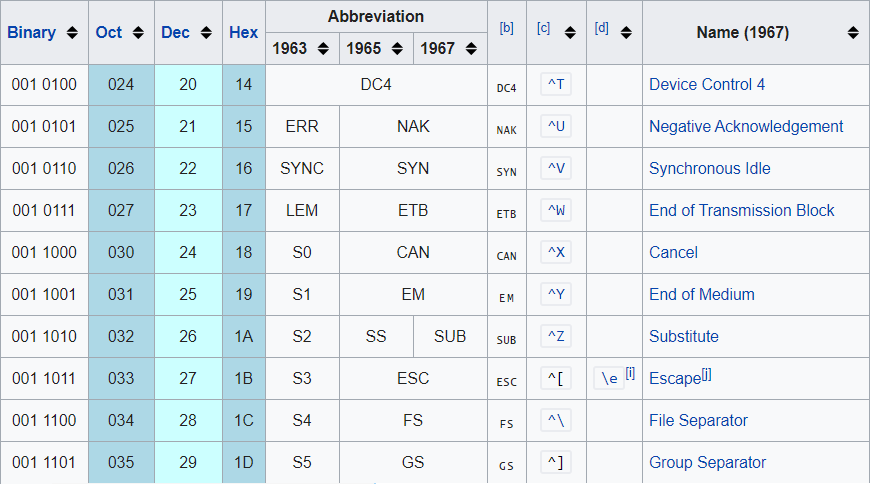 Binary Oct Dec Hex Abbreviation [b] [c] [d] Name (1967)
1963 1965 1967
001 0100 024 20 14 DC4 DC4 ^T Device Control 4
001 0101 025 21 15 ERR NAK NAK ^U Negative Acknowledgement
001 0110 026 22 16 SYNC SYN SYN ^V Synchronous Idle
001 0111 027 23 17 LEM ETB ETB ^W End of Transmission Block
001 1000 030 24 18 S0 CAN CAN ^X Cancel
001 1001 031 25 19 S1 EM EM ^Y End of Medium
001 1010 032 26 1A S2 SS SUB SUB ^Z Substitute
001 1011 033 27 1B S3 ESC ESC ^[ \e[i] Escape[j]
001 1100 034 28 1C S4 FS FS ^\ File Separator
001 1101 035 29 1D S5 GS GS ^] Group Separator